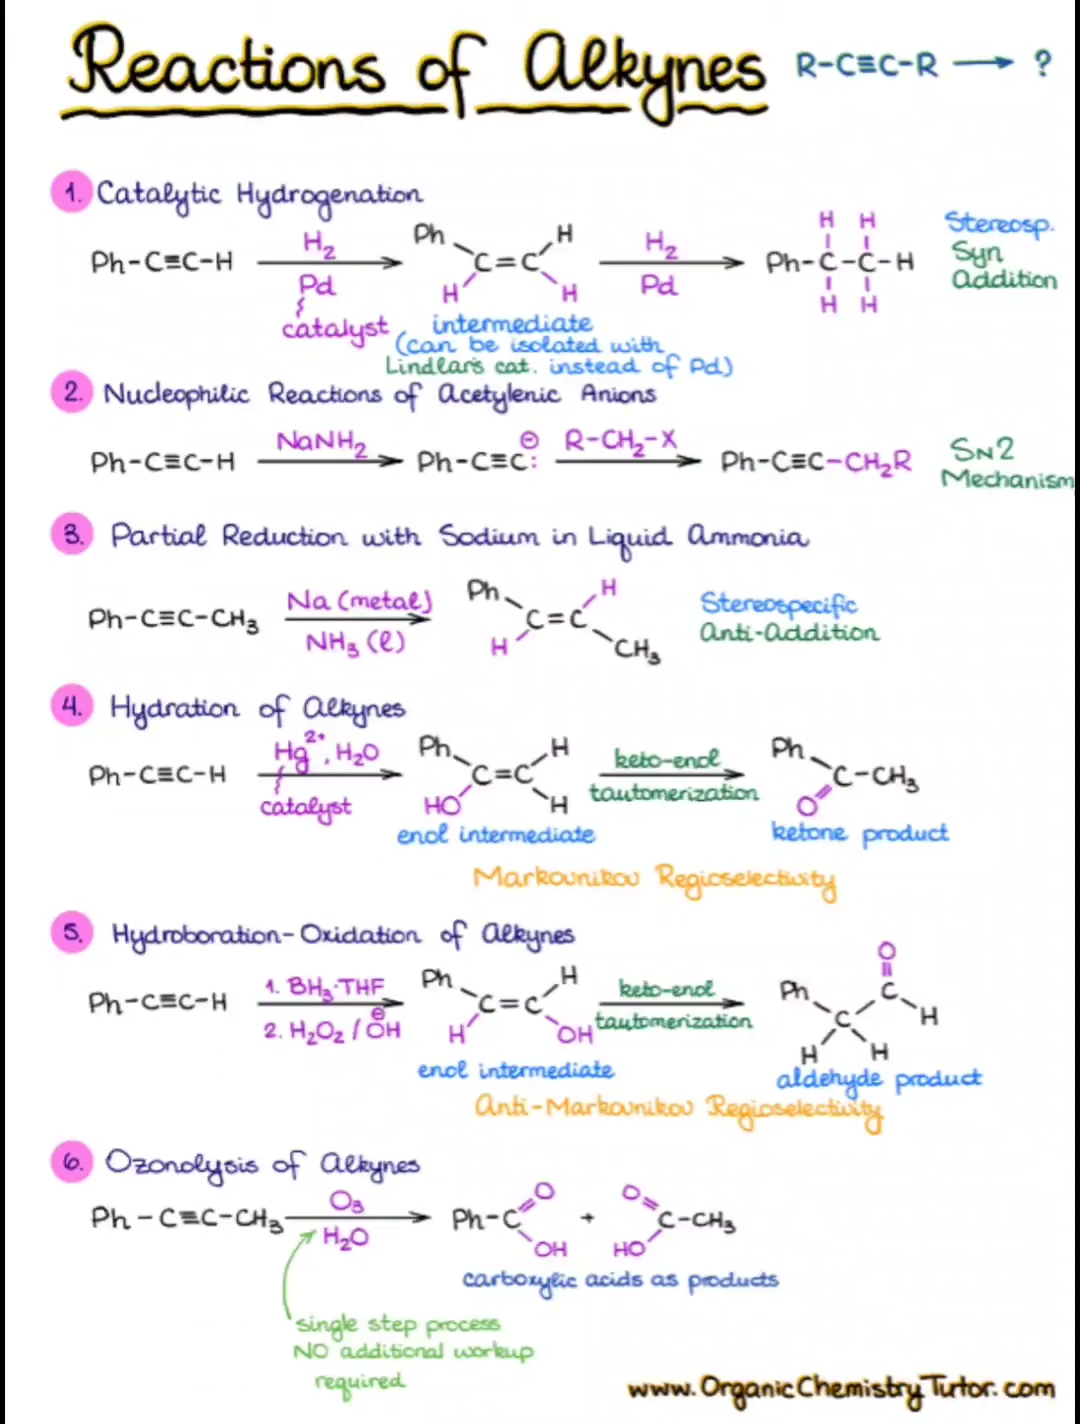 Reactions of Alkynes R-C≡C-R → ?
1. Catalytic Hydrogenation
Ph-C≡C-H H₂ Pd catalyst → Ph H C=C H H H₂ Pd → Ph-C-C-H H H H H
Stereosp.
Syn
Addition
intermediate
(can be isolated with
Lindlar's cat. instead of Pd)
2. Nucleophilic Reactions of Acetylenic Anions
Ph-C≡C-H NaNH₂ → Ph-C≡C:⊖ R-CH₂-X → Ph-C≡C-CH₂R
SN2
Mechanism
3. Partial Reduction with Sodium in Liquid Ammonia
Ph-C≡C-CH₃ Na (metal) NH₃ (l) → Ph H C=C H CH₃
Stereospecific
Anti-Addition
4. Hydration of Alkynes
Ph-C≡C-H Hg²⁺, H₂O catalyst → Ph H C=C HO H keto-enol tautomerization → Ph C-CH₃ O
enol intermediate
ketone product
Markovnikov Regioselectivity
5. Hydroboration-Oxidation of Alkynes
Ph-C≡C-H 1. BH₃·THF 2. H₂O₂ / ⊖OH → Ph H C=C H OH keto-enol tautomerization → Ph C C O H H H
enol intermediate
aldehyde product
Anti-Markovnikov Regioselectivity
6. Ozonolysis of Alkynes
Ph-C≡C-CH₃ O₃ H₂O → Ph-C O OH + O HO C-CH₃
carboxylic acids as products
single step process
NO additional workup
required
www.OrganicChemistryTutor.com